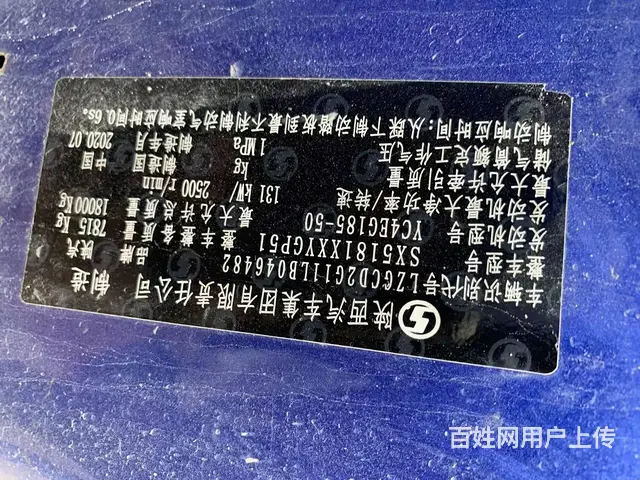 陕西汽车集团有限责任公司 制造
车辆识别代号 LZGCD2G11LB046482 品牌 陕汽
整车型号 SX5181XXYGP51 整车整备质量 7815 Kg
发动机型号 YC4EG185-50 最大允许总质量 18000 Kg
发动机最大净功率/转速 131 kW/ 2500 r/min
最大允许牵引质量 kg 制造国 中国
储气筒额定工作气压 1 MPa 制造年月 2020.07
制动响应时间:从踩下制动踏板到最不利制动气室响应时间0.6s。
百姓网用户上传